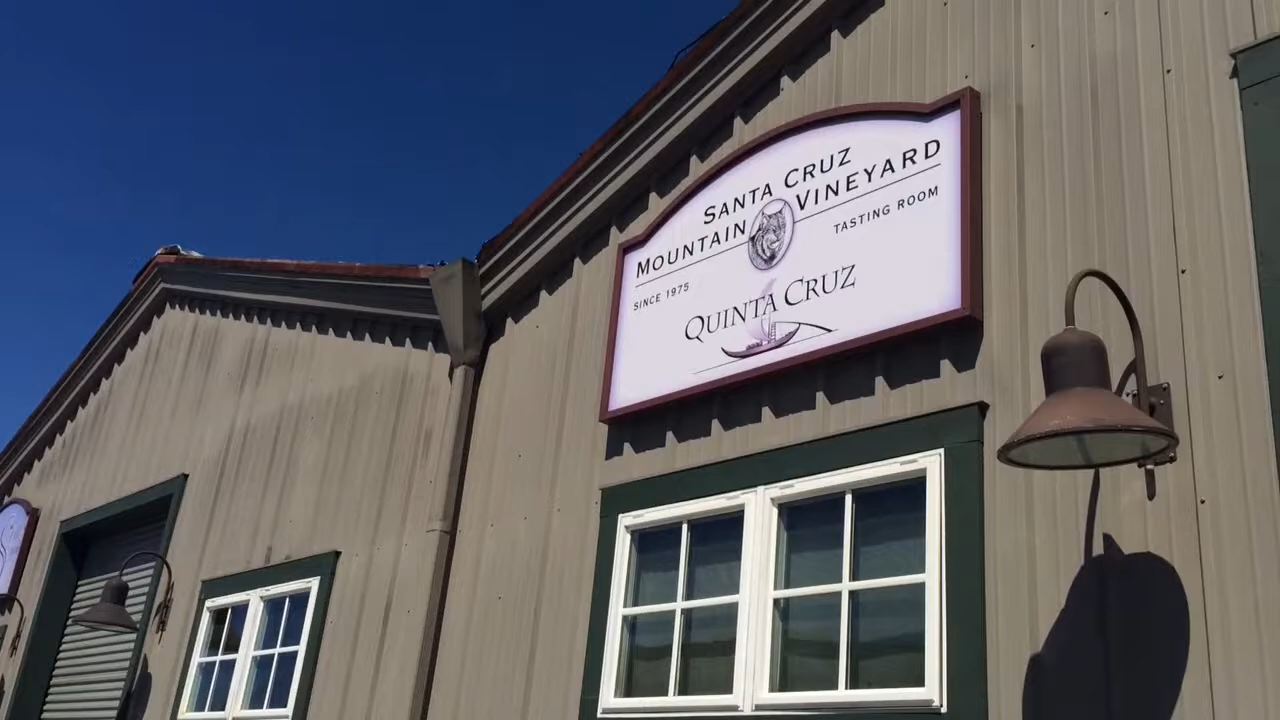 SANTA CRUZ
MOUNTAIN VINEYARD
SINCE 1975
TASTING ROOM
QUINTA CRUZ